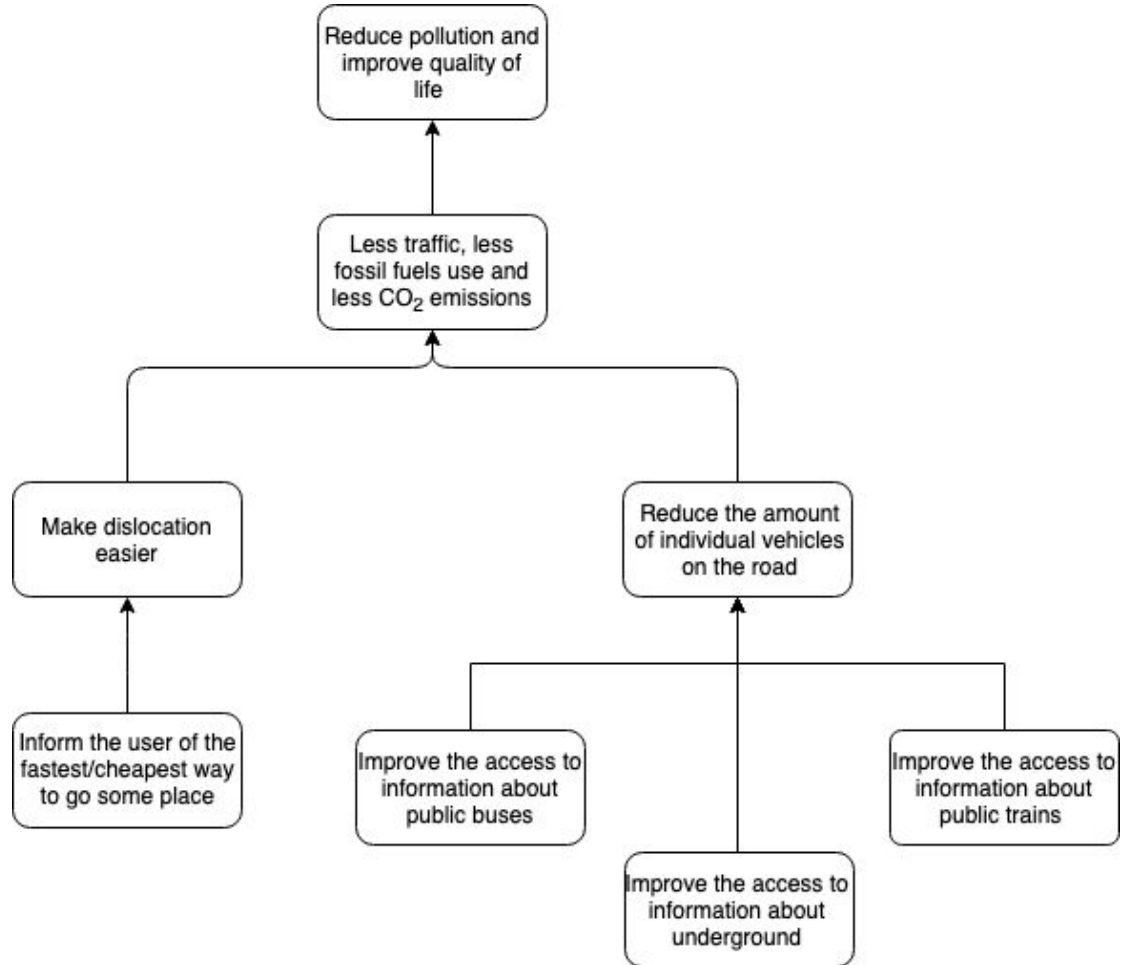 Reduce pollution and
improve quality of
life
Less traffic, less
fossil fuels use and
less CO₂ emissions
Make dislocation
easier
Reduce the amount
of individual vehicles
on the road
Inform the user of the
fastest/cheapest way
to go some place
Improve the access to
information about
public buses
Improve the access to
information about
underground
Improve the access to
information about
public trains